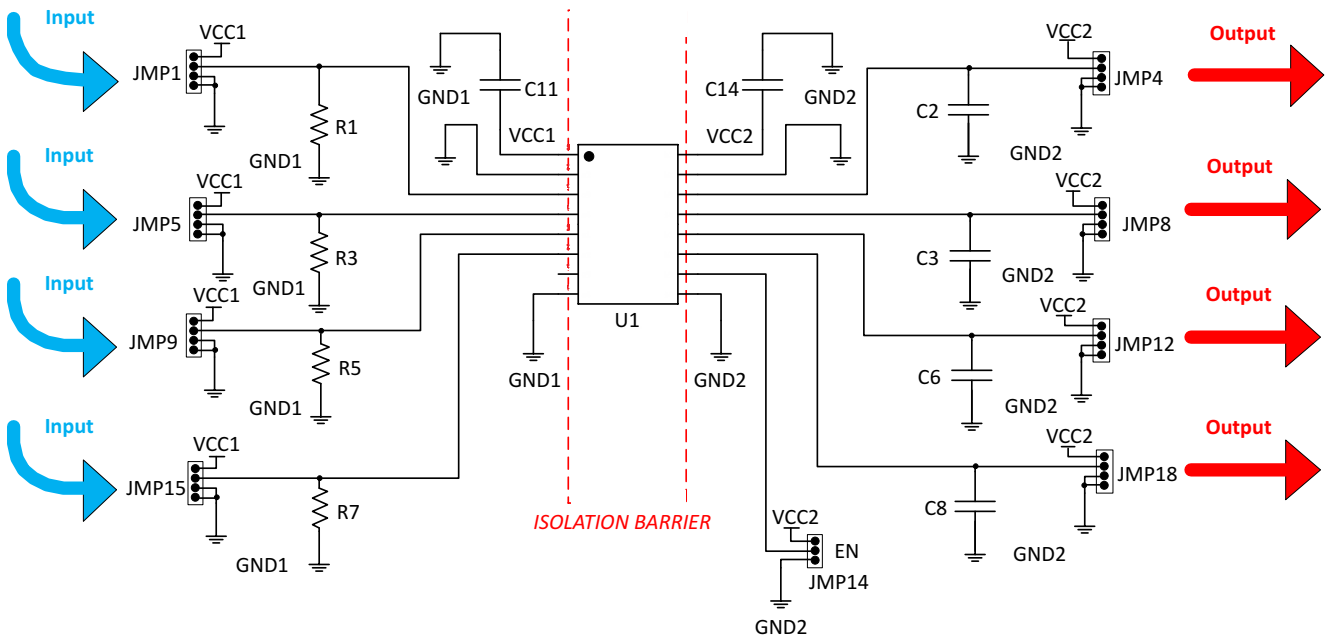 Input
VCC1
JMP1
R1
GND1
Input
VCC1
JMP5
R3
GND1
Input
VCC1
JMP9
R5
GND1
Input
VCC1
JMP15
R7
GND1
GND1
C11
VCC1
C14
GND2
VCC2
U1
GND1
GND2
ISOLATION BARRIER
VCC2
EN
JMP14
GND2
VCC2
JMP4
C2
GND2
Output
VCC2
JMP8
C3
GND2
Output
VCC2
JMP12
C6
GND2
Output
VCC2
JMP18
C8
GND2
Output